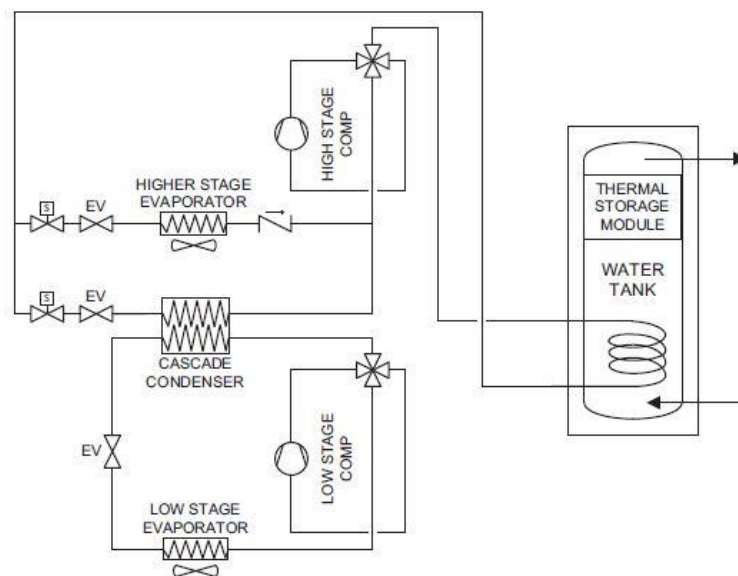 HIGH STAGE
COMP
HIGHER STAGE
EVAPORATOR
S
EV
THERMAL
STORAGE
MODULE
WATER
TANK
S
EV
CASCADE
CONDENSER
EV
LOW STAGE
COMP
LOW STAGE
EVAPORATOR